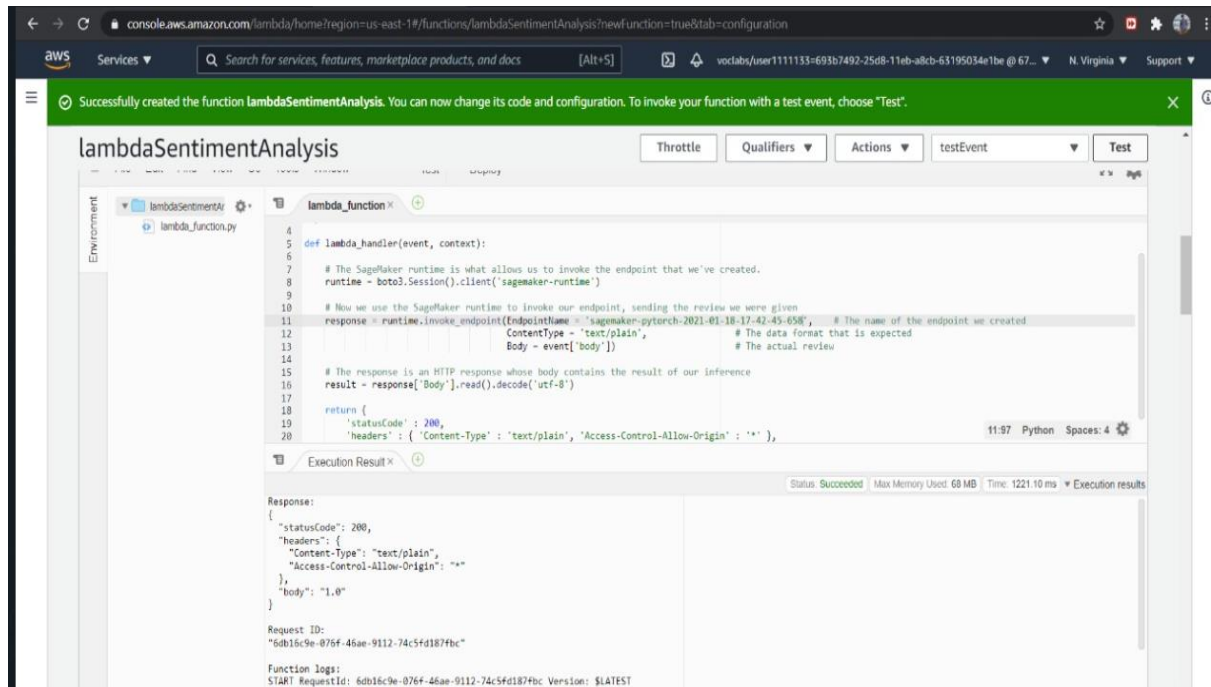 console.aws.amazon.com/lambda/home?region=us-east-1#/functions/lambdaSentimentAnalysis?newFunction=true&tab=configuration
aws Services ▼ Search for services, features, marketplace products, and docs [Alt+S] voclabs/user1111133=693b7492-25d8-11eb-a8cb-63195034e1be @ 67... ▼ N. Virginia ▼ Support ▼
Successfully created the function lambdaSentimentAnalysis. You can now change its code and configuration. To invoke your function with a test event, choose "Test". X
lambdaSentimentAnalysis Throttle Qualifiers ▼ Actions ▼ testEvent ▼ Test
Environment
lambdaSentimentAr
lambda_function.py
lambda_function ×
4
5 def lambda_handler(event, context):
6
7 # The SageMaker runtime is what allows us to invoke the endpoint that we've created.
8 runtime = boto3.Session().client('sagemaker-runtime')
9
10 # Now we use the SageMaker runtime to invoke our endpoint, sending the review we were given
11 response = runtime.invoke_endpoint(EndpointName = 'sagemaker-pytorch-2021-01-18-17-42-45-658', # The name of the endpoint we created
12 ContentType = 'text/plain', # The data format that is expected
13 Body = event['body']) # The actual review
14
15 # The response is an HTTP response whose body contains the result of our inference
16 result = response['Body'].read().decode('utf-8')
17
18 return {
19 'statusCode' : 200,
20 'headers' : { 'Content-Type' : 'text/plain', 'Access-Control-Allow-Origin' : '*' },
11:97 Python Spaces: 4
Execution Result ×
Status: Succeeded Max Memory Used: 68 MB Time: 1221.10 ms ▼ Execution results
Response:
{
"statusCode": 200,
"headers": {
"Content-Type": "text/plain",
"Access-Control-Allow-Origin": "*"
},
"body": "1.0"
}
Request ID:
"6db16c9e-076f-46ae-9112-74c5fd187fbc"
Function logs:
START RequestId: 6db16c9e-076f-46ae-9112-74c5fd187fbc Version: $LATEST